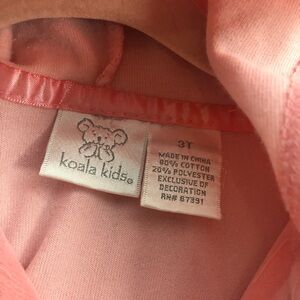 koala kids®
3T
MADE IN CHINA
80% COTTON
20% POLYESTER
EXCLUSIVE OF
DECORATION
RN# 87391